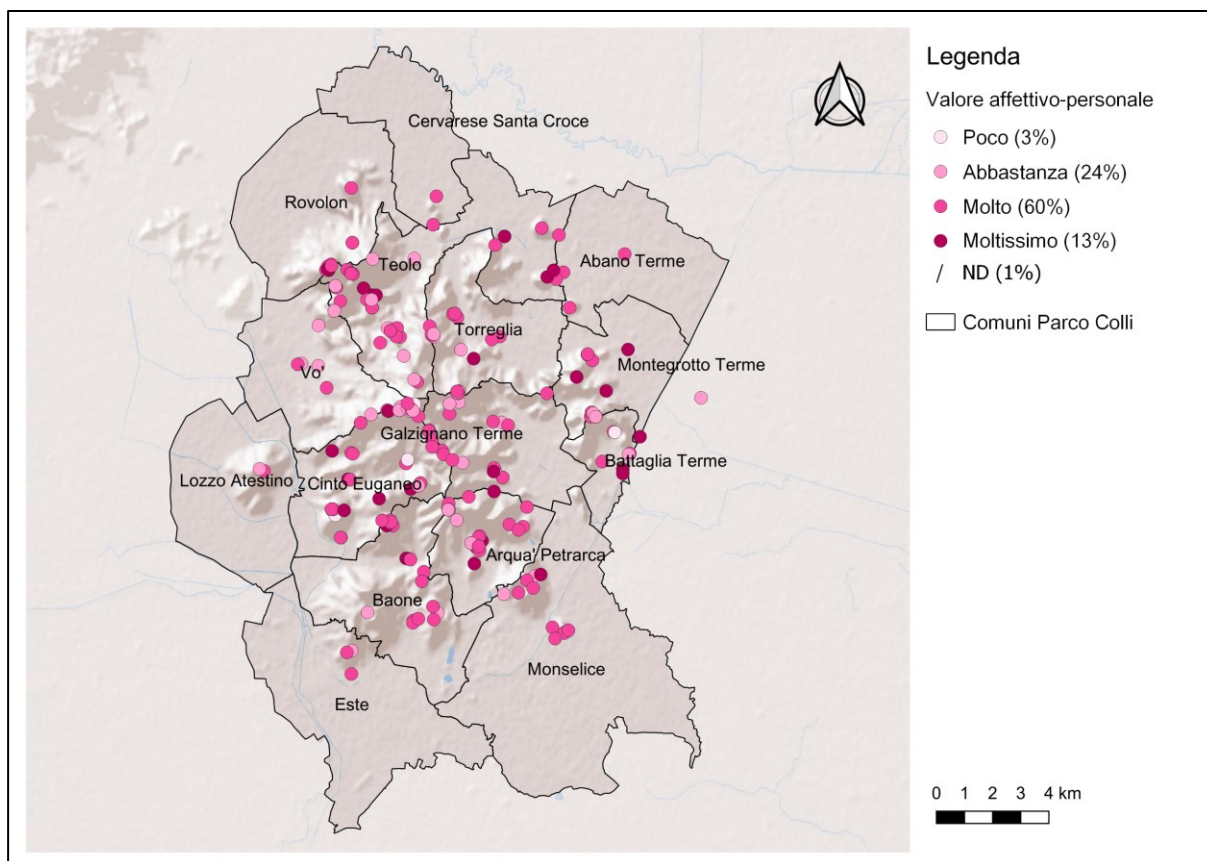 Cervarese Santa Croce
Rovolon
Teolo
Abano Terme
Torreglia
Montegrotto Terme
Vo'
Galzignano Terme
Battaglia Terme
Lozzo Atestino
Cinto Euganeo
Arqua' Petrarca
Baone
Monselice
Este
Legenda
Valore affettivo-personale
Poco (3%)
Abbastanza (24%)
Molto (60%)
Moltissimo (13%)
/ ND (1%)
Comuni Parco Colli
0 1 2 3 4 km